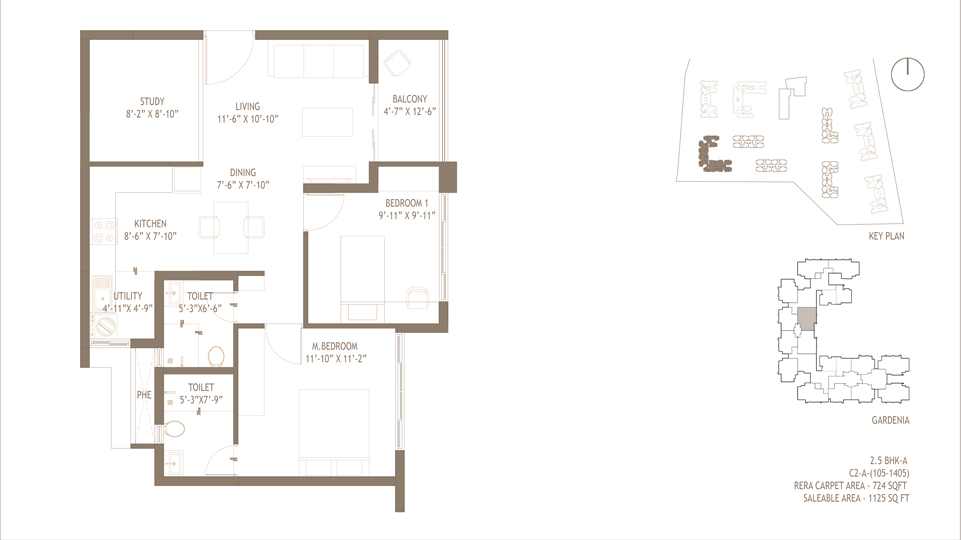 STUDY
8'-2" X 8'-10"
LIVING
11'-6" X 10'-10"
BALCONY
4'-7" X 12'-6"
DINING
7'-6" X 7'-10"
BEDROOM 1
9'-11" X 9'-11"
KITCHEN
8'-6" X 7'-10"
UTILITY
4'-11"X 4'-9"
TOILET
5'-3"X6'-6"
M.BEDROOM
11'-10" X 11'-2"
TOILET
5'-3"X7'-9"
PHE
KEY PLAN
GARDENIA
2.5 BHK-A
C2-A-(105-1405)
RERA CARPET AREA - 724 SQFT
SALEABLE AREA - 1125 SQ FT